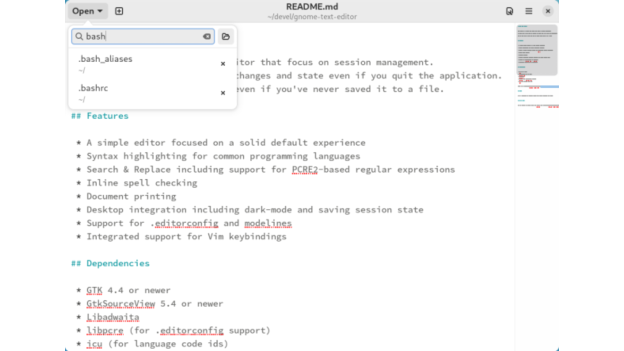 Open
README.md
~/devel/gnome-text-editor
bash
.bash_aliases
~/
.bashrc
~/
itor that focus on session management.
hanges and state even if you quit the application.
ven if you've never saved it to a file.
## Features
* A simple editor focused on a solid default experience
* Syntax highlighting for common programming languages
* Search & Replace including support for PCRE2-based regular expressions
* Inline spell checking
* Document printing
* Desktop integration including dark-mode and saving session state
* Support for .editorconfig and modelines
* Integrated support for Vim keybindings
## Dependencies
* GTK 4.4 or newer
* GtkSourceView 5.4 or newer
* Libadwaita
* libpcre (for .editorconfig support)
* icu (for language code ids)